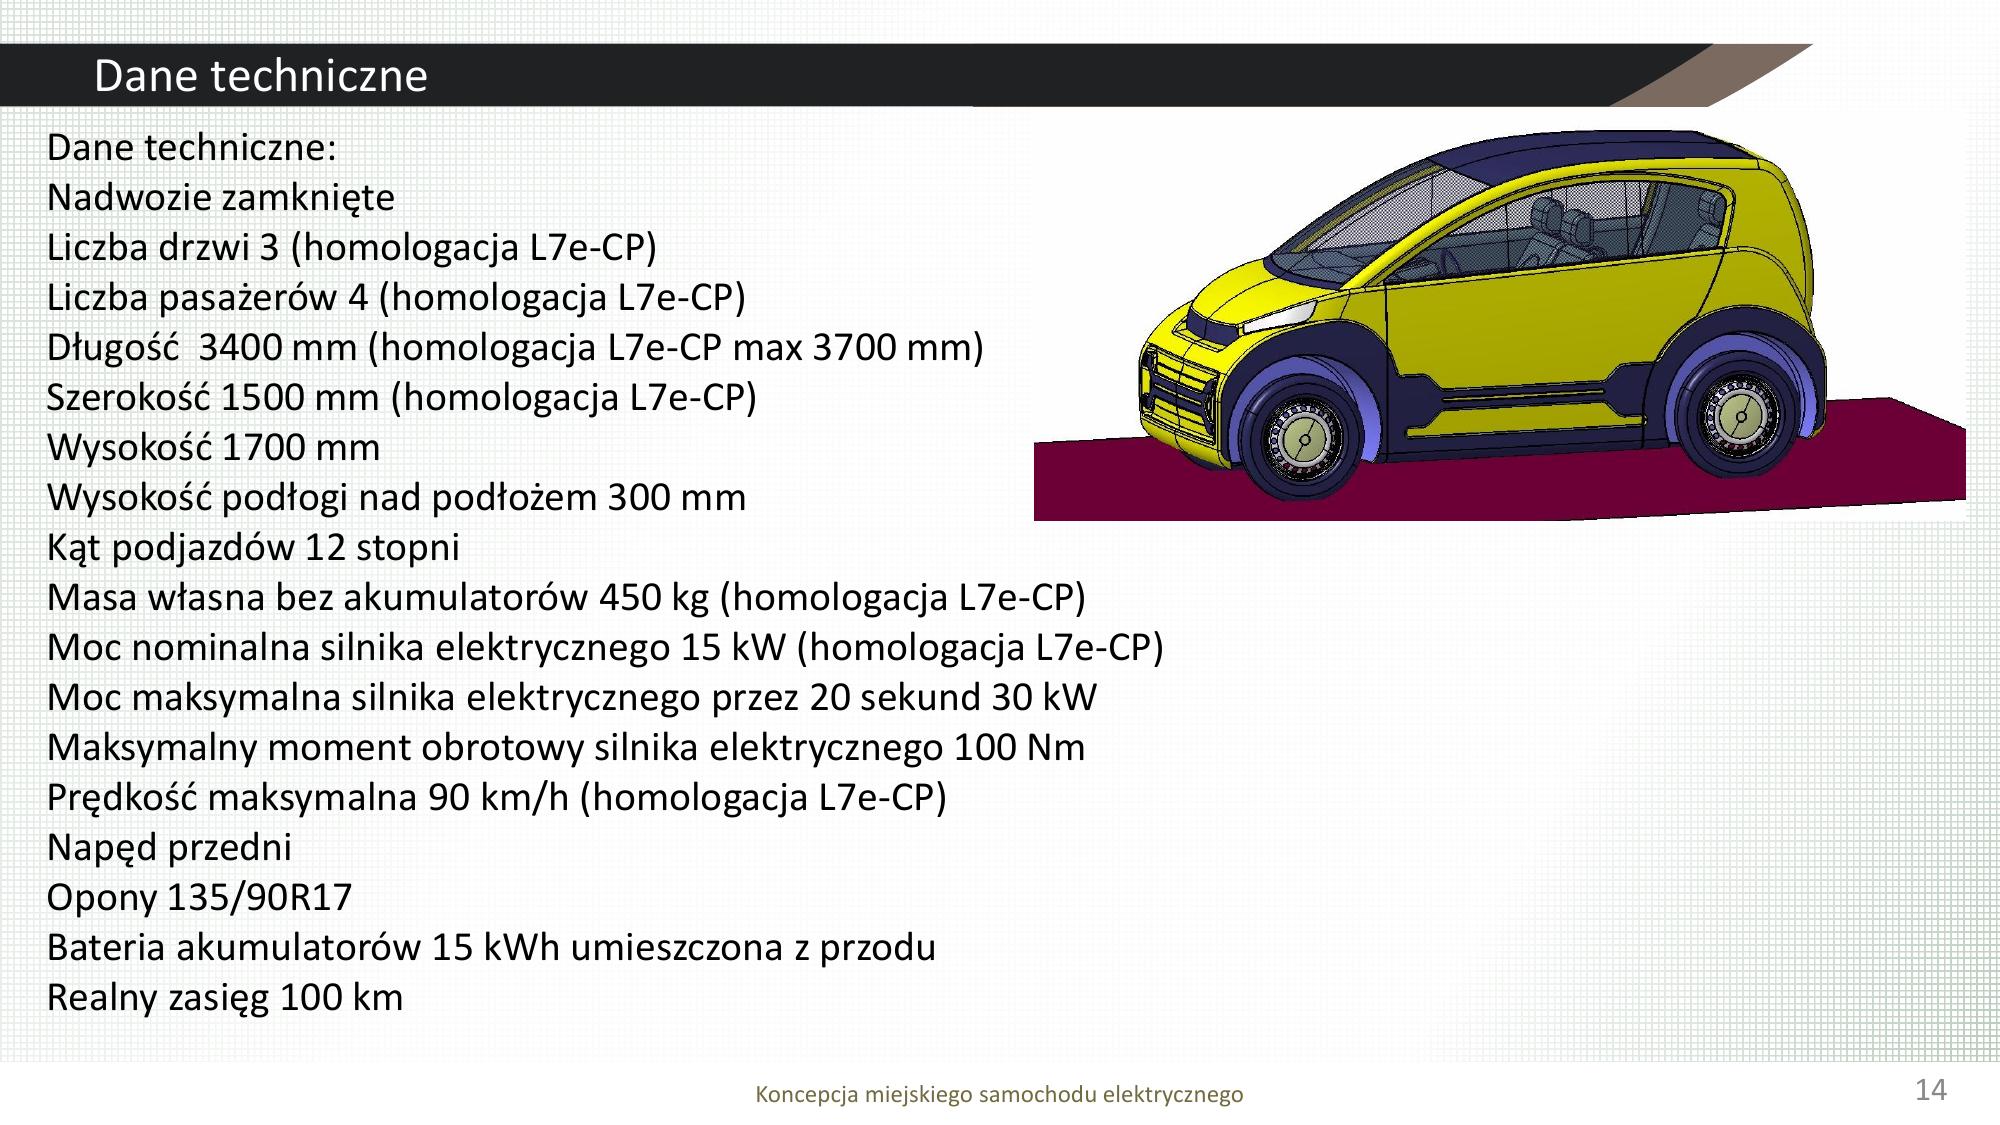 Dane techniczne
Dane techniczne:
Nadwozie zamknięte
Liczba drzwi 3 (homologacja L7e-CP)
Liczba pasażerów 4 (homologacja L7e-CP)
Długość  3400 mm (homologacja L7e-CP max 3700 mm)
Szerokość 1500 mm (homologacja L7e-CP)
Wysokość 1700 mm
Wysokość podłogi nad podłożem 300 mm
Kąt podjazdów 12 stopni
Masa własna bez akumulatorów 450 kg (homologacja L7e-CP)
Moc nominalna silnika elektrycznego 15 kW (homologacja L7e-CP)
Moc maksymalna silnika elektrycznego przez 20 sekund 30 kW
Maksymalny moment obrotowy silnika elektrycznego 100 Nm
Prędkość maksymalna 90 km/h (homologacja L7e-CP)
Napęd przedni
Opony 135/90R17
Bateria akumulatorów 15 kWh umieszczona z przodu
Realny zasięg 100 km
Koncepcja miejskiego samochodu elektrycznego
14